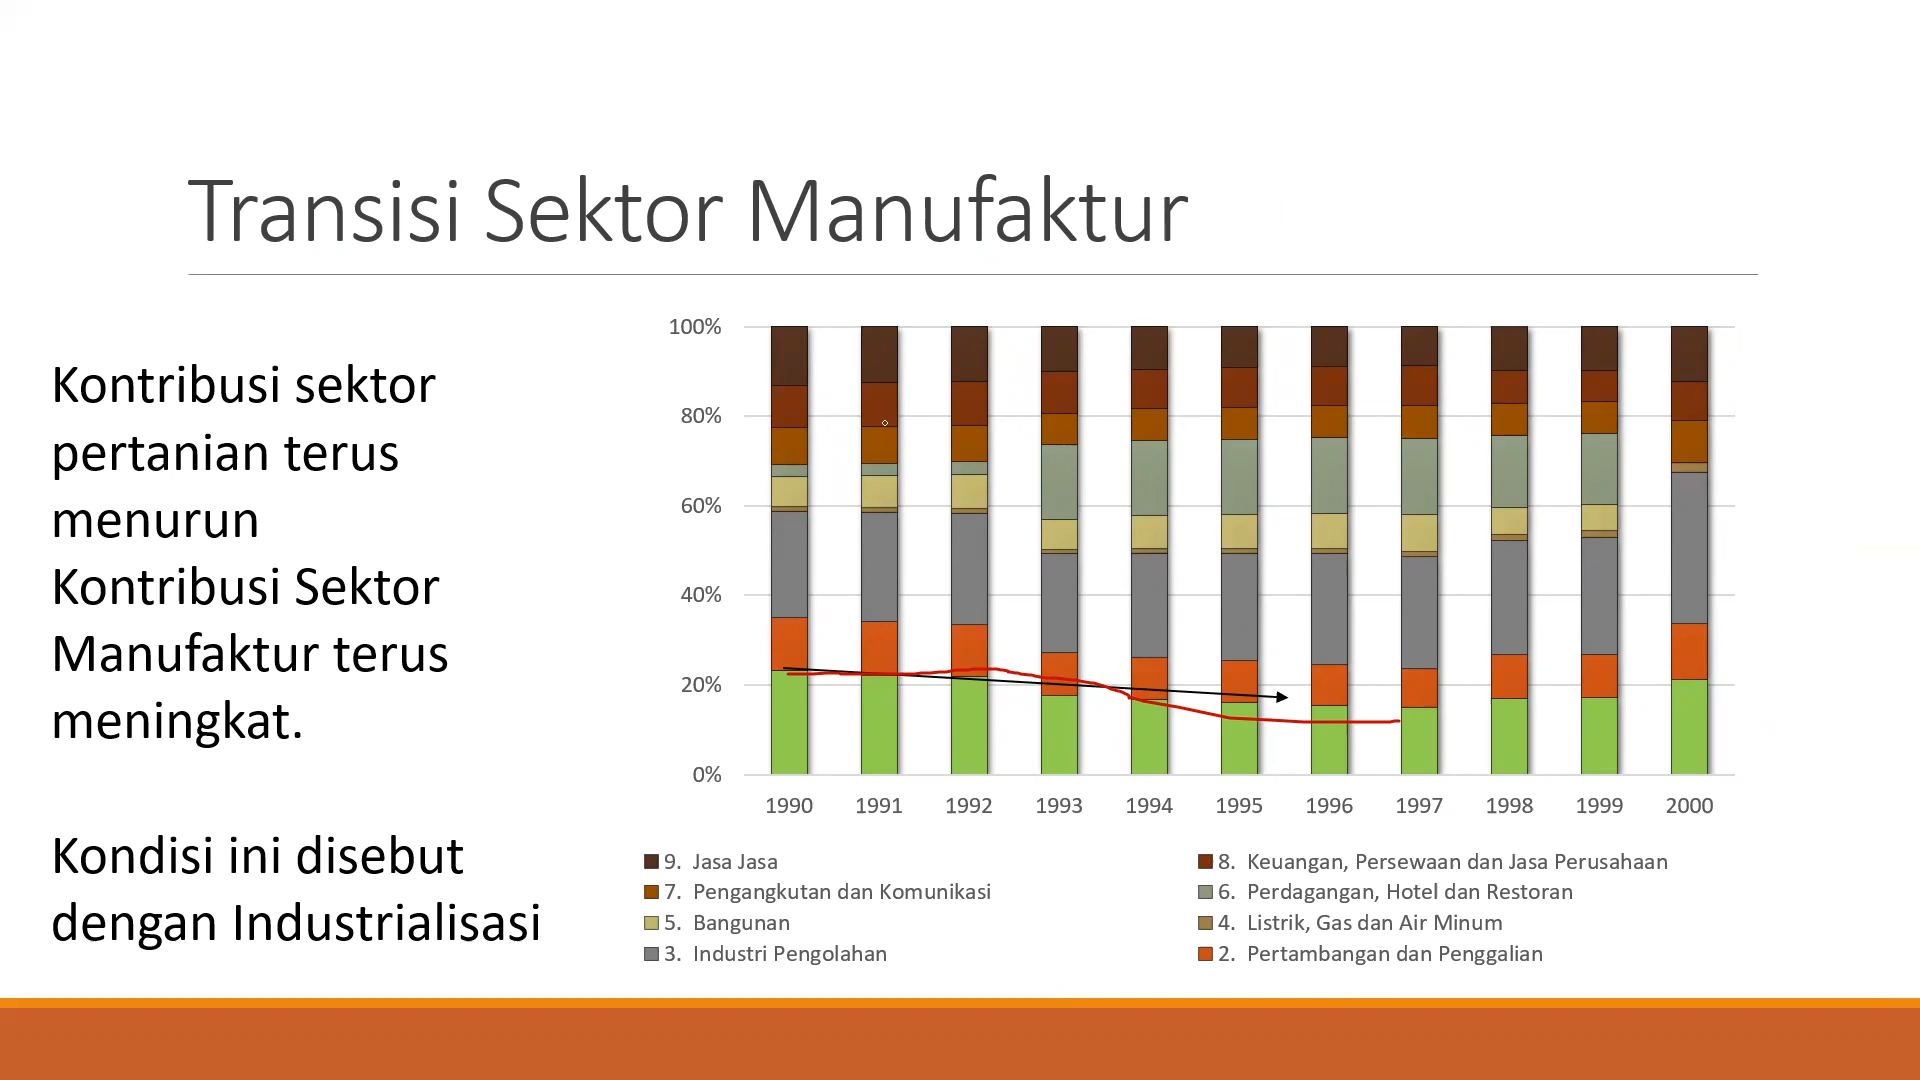 Transisi Sektor Manufaktur
Kontribusi sektor
pertanian terus
menurun
Kontribusi Sektor
Manufaktur terus
meningkat.
Kondisi ini disebut
dengan Industrialisasi
100%
80%
60%
40%
20%
0%
1990 1991 1992 1993 1994 1995 1996 1997 1998 1999 2000
9. Jasa Jasa
8. Keuangan, Persewaan dan Jasa Perusahaan
7. Pengangkutan dan Komunikasi
6. Perdagangan, Hotel dan Restoran
5. Bangunan
4. Listrik, Gas dan Air Minum
3. Industri Pengolahan
2. Pertambangan dan Penggalian